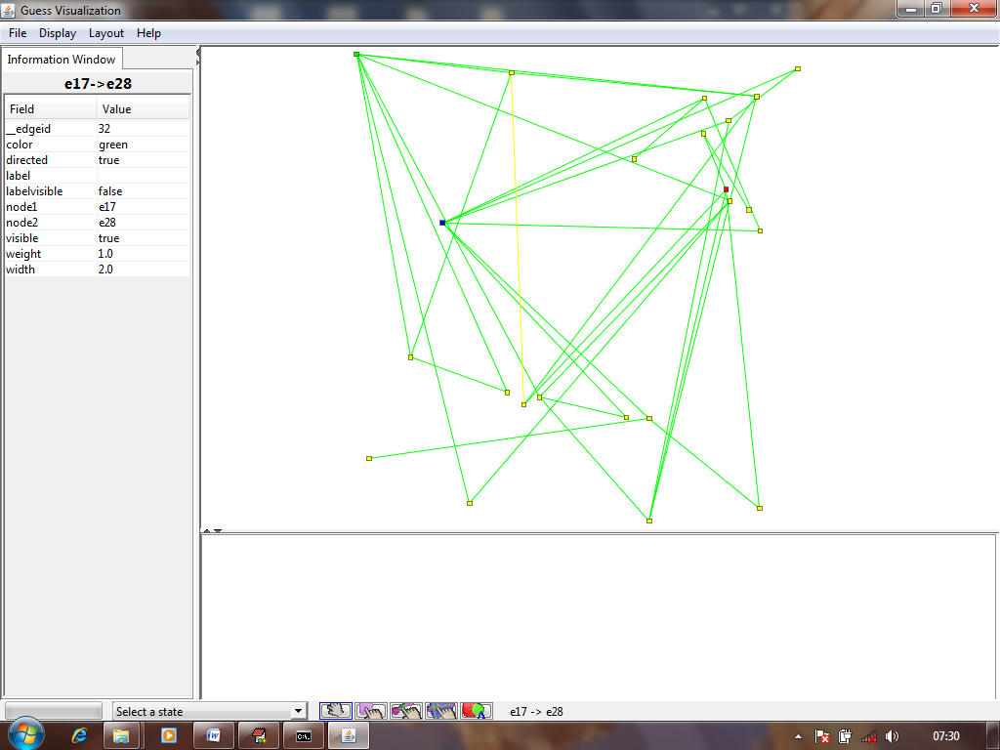 Guess Visualization
File Display Layout Help
Information Window
e17->e28
Field Value
__edgeid 32
color green
directed true
label
labelvisible false
node1 e17
node2 e28
visible true
weight 1.0
width 2.0
Select a state
e17 -> e28
07:30